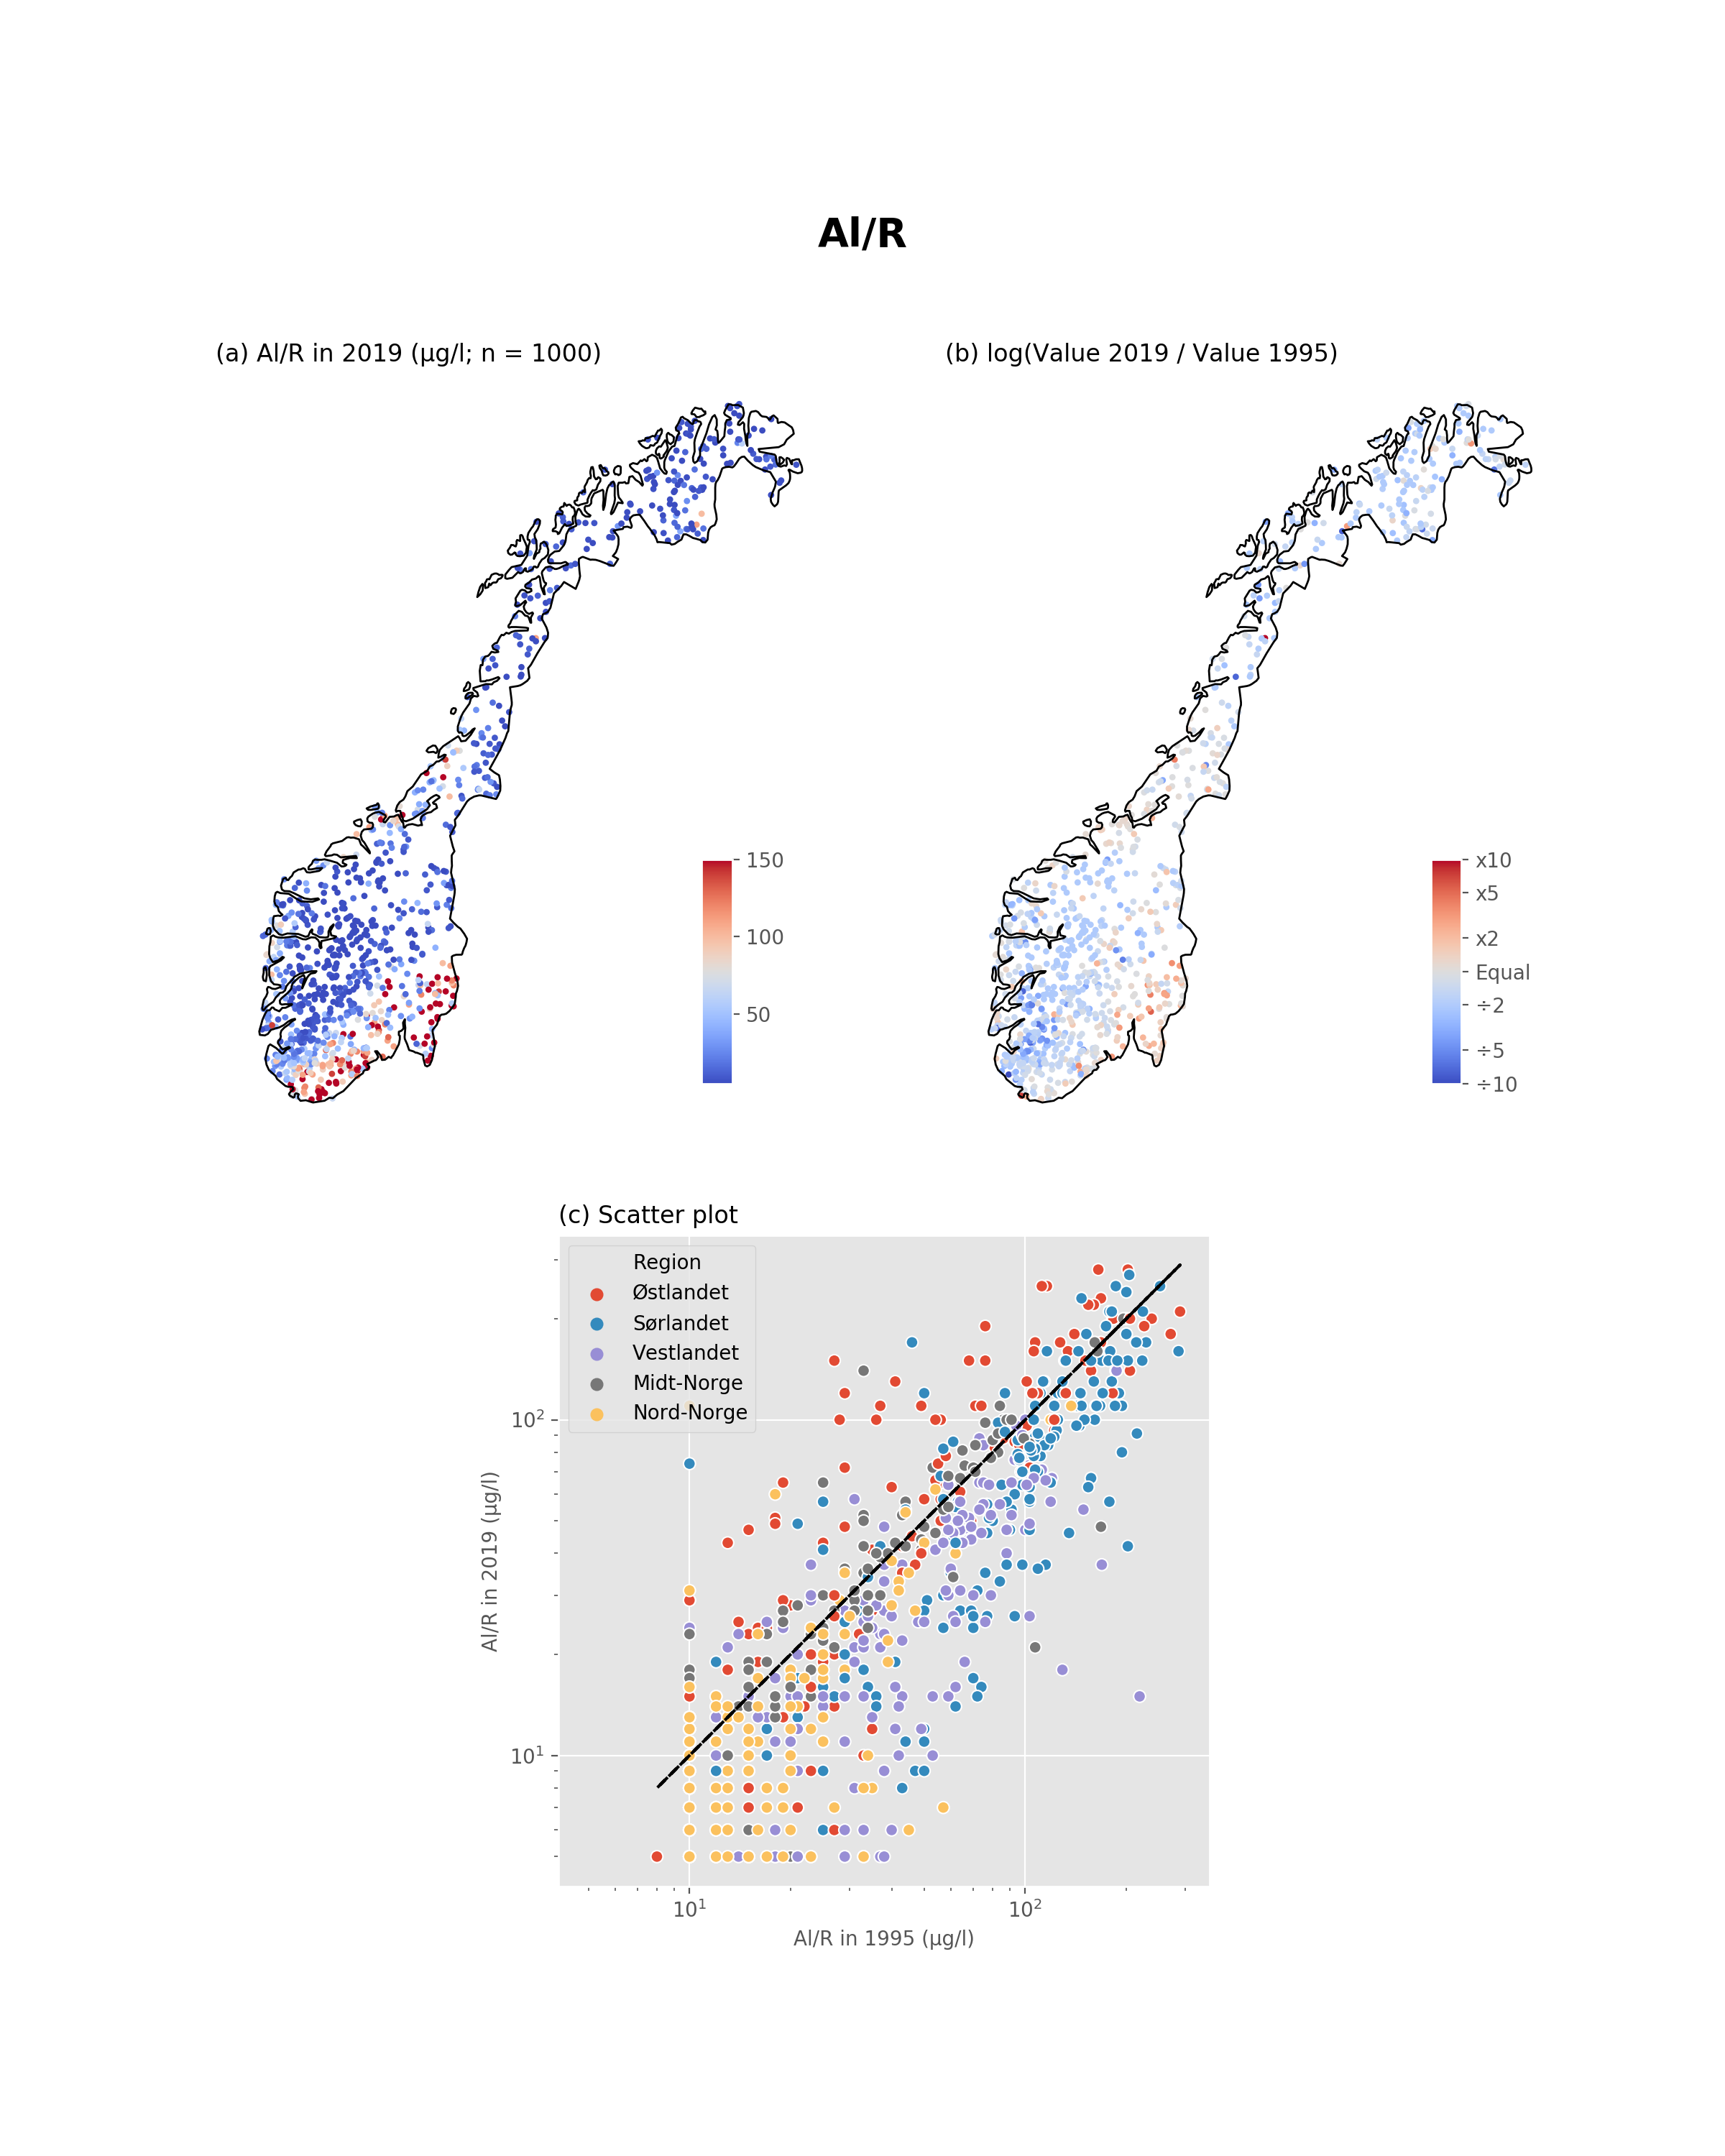 Al/R
(a) Al/R in 2019 (µg/l; n = 1000)
(b) log(Value 2019 / Value 1995)
150
100
50
x10
x5
x2
Equal
÷2
÷5
÷10
(c) Scatter plot
Region
Østlandet
Sørlandet
Vestlandet
Midt-Norge
Nord-Norge
10²
10¹
Al/R in 2019 (µg/l)
10¹
10²
Al/R in 1995 (µg/l)